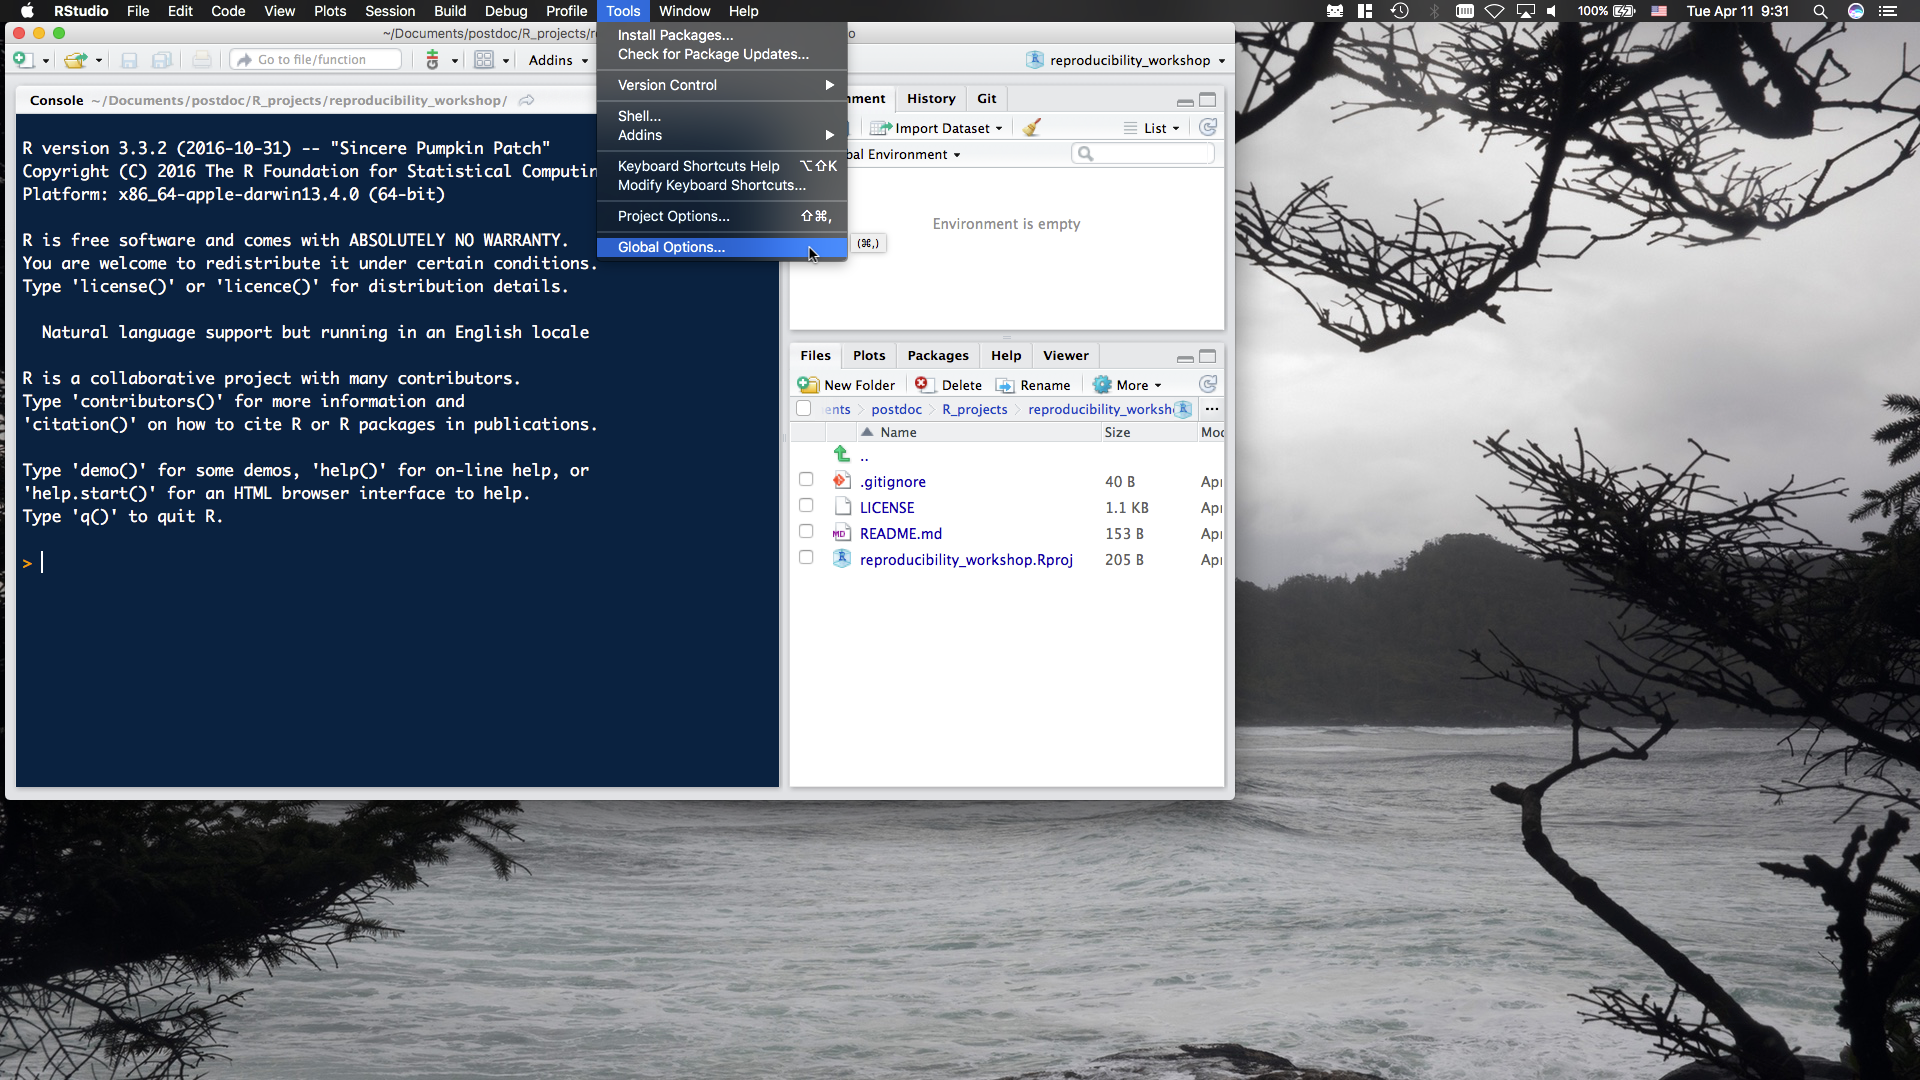 RStudio File Edit Code View Plots Session Build Debug Profile Tools Window Help 100% Tue Apr 11 9:31
~/Documents/postdoc/R_projects/re
Go to file/function Addins reproducibility_workshop
Install Packages...
Check for Package Updates...
Version Control
Shell...
Addins
Keyboard Shortcuts Help ⌥⇧K
Modify Keyboard Shortcuts...
Project Options... ⇧⌘,
Global Options... (⌘,)
Console ~/Documents/postdoc/R_projects/reproducibility_workshop/
R version 3.3.2 (2016-10-31) -- "Sincere Pumpkin Patch"
Copyright (C) 2016 The R Foundation for Statistical Computin
Platform: x86_64-apple-darwin13.4.0 (64-bit)
R is free software and comes with ABSOLUTELY NO WARRANTY.
You are welcome to redistribute it under certain conditions.
Type 'license()' or 'licence()' for distribution details.
Natural language support but running in an English locale
R is a collaborative project with many contributors.
Type 'contributors()' for more information and
'citation()' on how to cite R or R packages in publications.
Type 'demo()' for some demos, 'help()' for on-line help, or
'help.start()' for an HTML browser interface to help.
Type 'q()' to quit R.
>
nment History Git
Import Dataset List
bal Environment
Environment is empty
Files Plots Packages Help Viewer
New Folder Delete Rename More
ents postdoc R_projects reproducibility_worksh ...
Name Size Moc
..
.gitignore 40 B Apr
LICENSE 1.1 KB Apr
README.md 153 B Apr
reproducibility_workshop.Rproj 205 B Apr